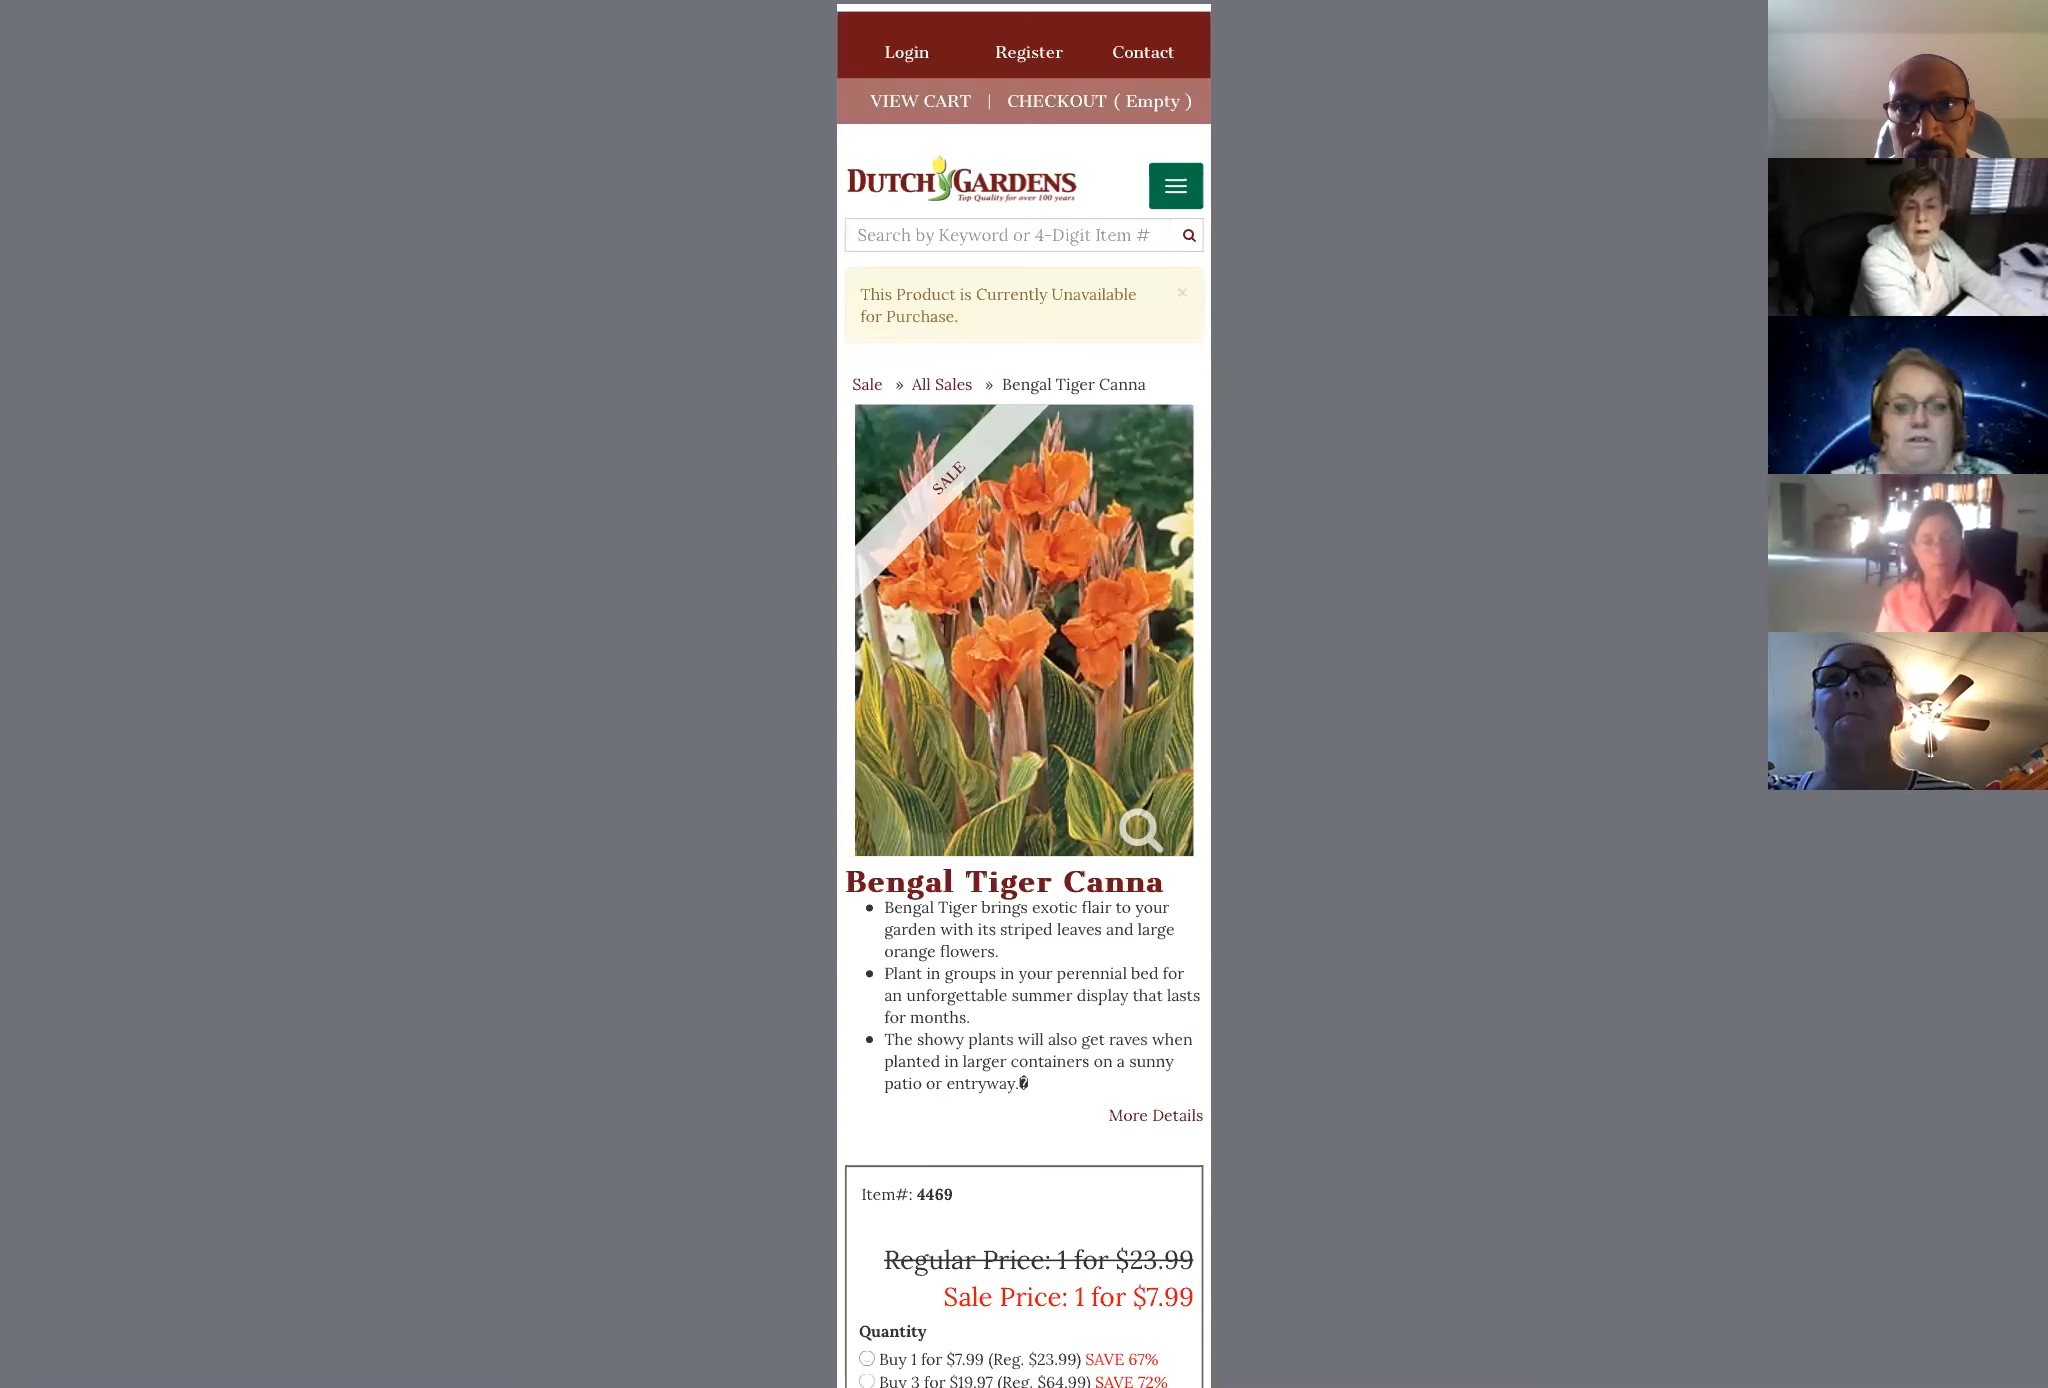 Login Register Contact
VIEW CART | CHECKOUT ( Empty )
DUTCH GARDENS
Top Quality for over 100 years
Search by Keyword or 4-Digit Item #
This Product is Currently Unavailable ×
for Purchase.
Sale » All Sales » Bengal Tiger Canna
SALE
Bengal Tiger Canna
• Bengal Tiger brings exotic flair to your
garden with its striped leaves and large
orange flowers.
• Plant in groups in your perennial bed for
an unforgettable summer display that lasts
for months.
• The showy plants will also get raves when
planted in larger containers on a sunny
patio or entryway.�
More Details
Item#: 4469
Regular Price: 1 for $23.99
Sale Price: 1 for $7.99
Quantity
Buy 1 for $7.99 (Reg. $23.99) SAVE 67%
Buy 3 for $19.97 (Reg. $64.99) SAVE 72%